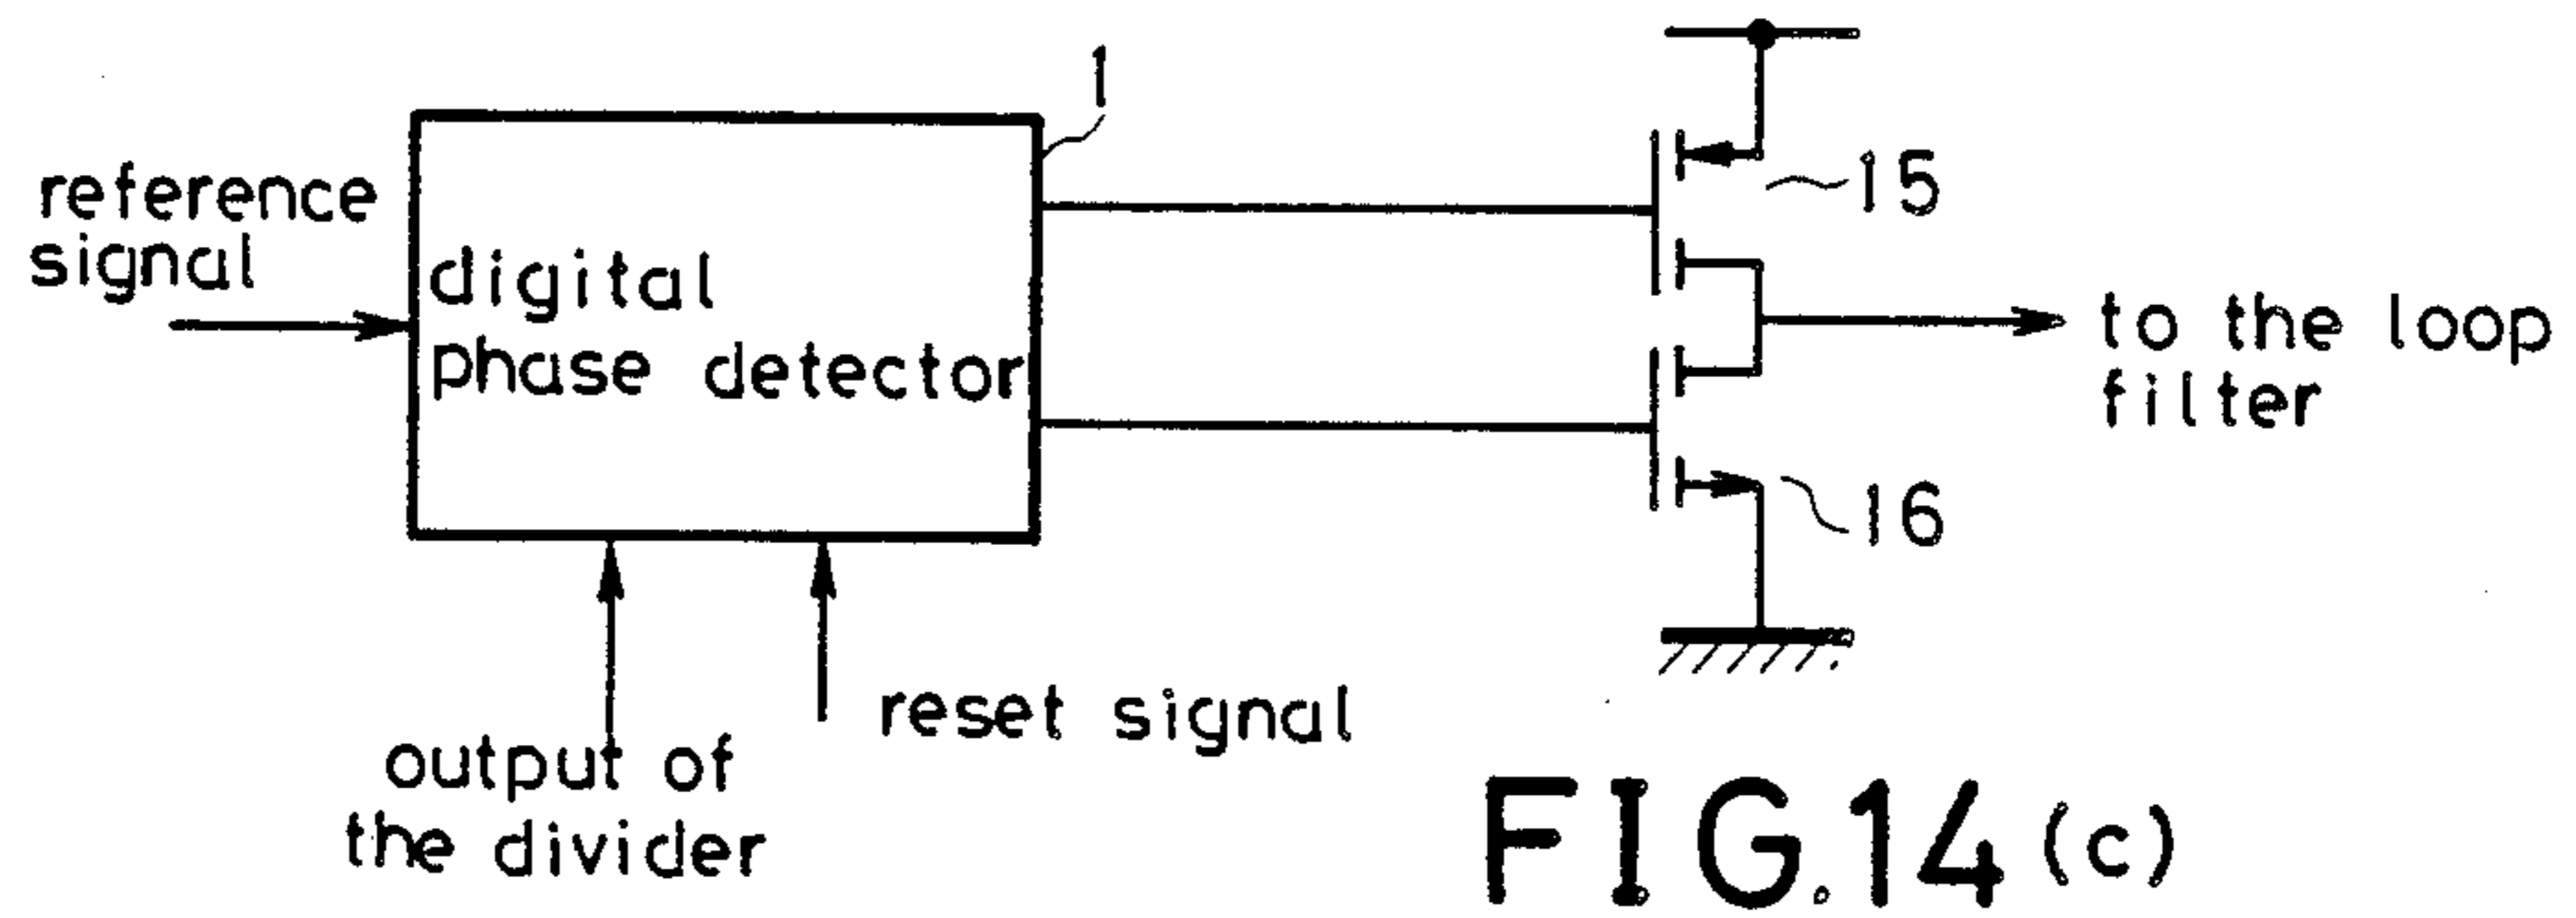 1
reference
signal
digital
phase detector
15
to the loop
filter
16
reset signal
output of
the divider
FIG.14(c)